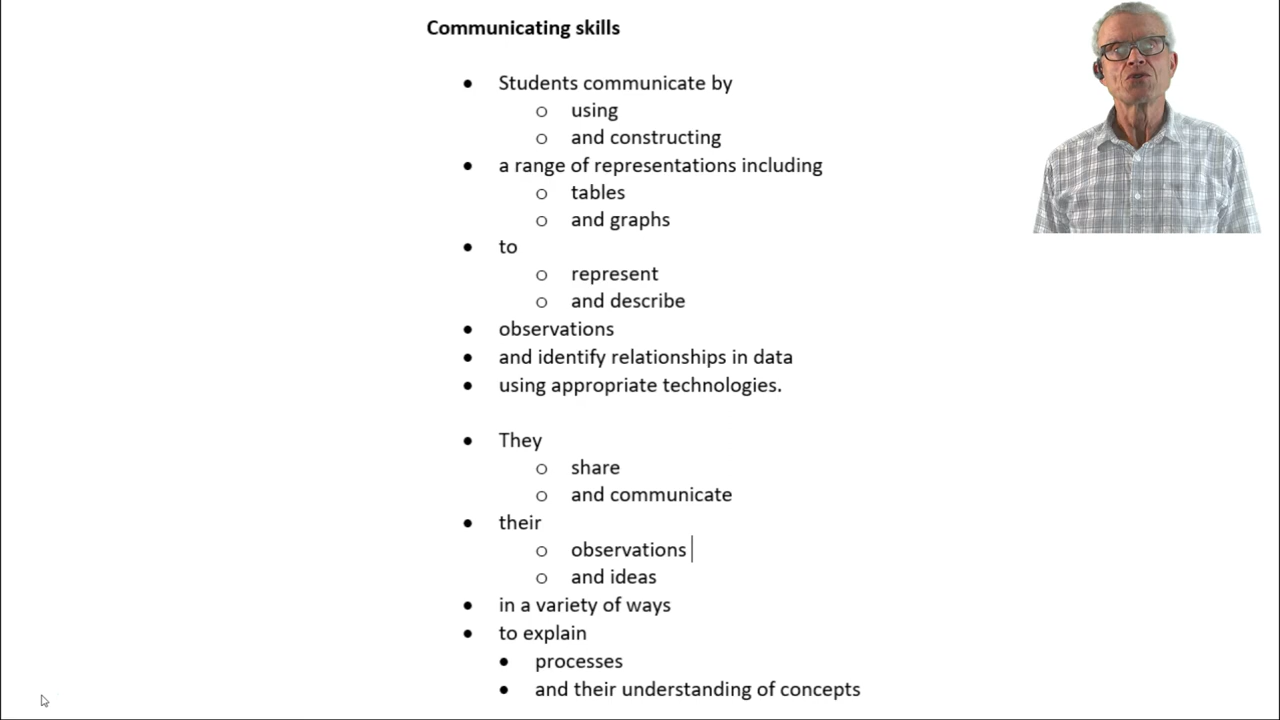 Communicating skills
• Students communicate by
o using
o and constructing
• a range of representations including
o tables
o and graphs
• to
o represent
o and describe
• observations
• and identify relationships in data
• using appropriate technologies.
• They
o share
o and communicate
• their
o observations
o and ideas
• in a variety of ways
• to explain
• processes
• and their understanding of concepts